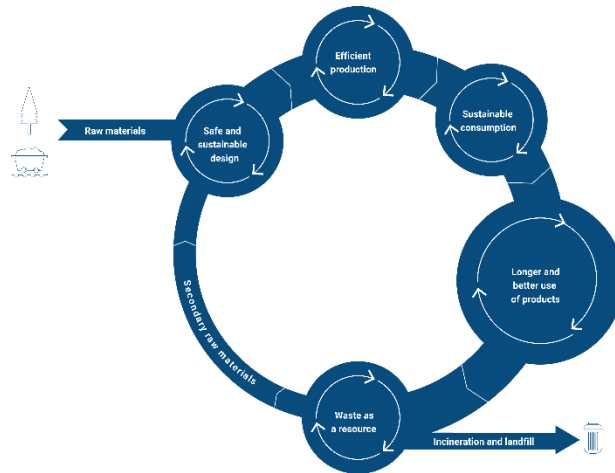 Efficient
production
Sustainable
consumption
Raw materials
Safe and
sustainable
design
Longer and
better use
of products
Secondary raw materials
Waste as
a resource
Incineration and landfill